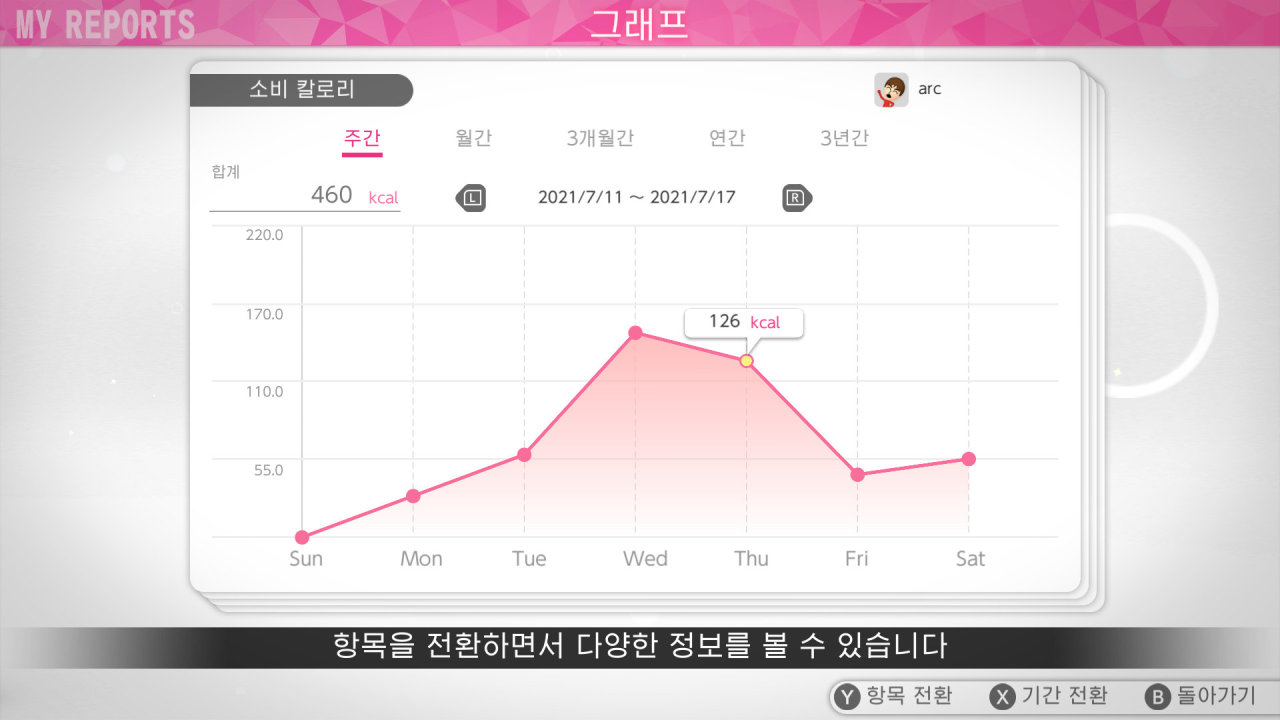 MY REPORTS
그래프
소비 칼로리
arc
주간 월간 3개월간 연간 3년간
합계
460 kcal
L 2021/7/11 ~ 2021/7/17 R
220.0
170.0
126 kcal
110.0
55.0
Sun Mon Tue Wed Thu Fri Sat
항목을 전환하면서 다양한 정보를 볼 수 있습니다
Y 항목 전환 X 기간 전환 B 돌아가기